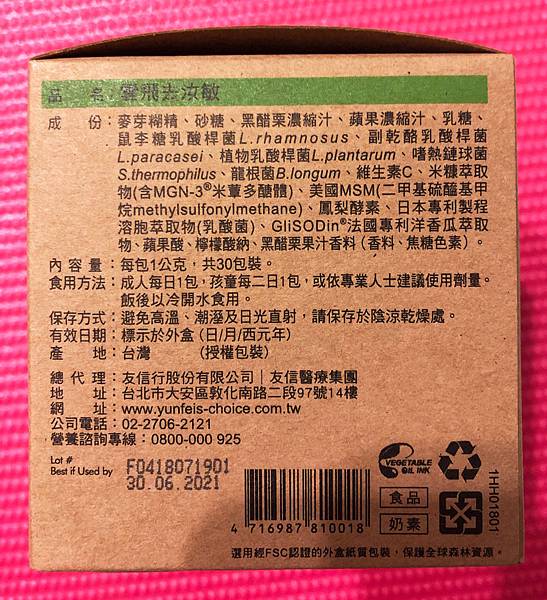 品名 雲飛去汝敏
成份：麥芽糊精、砂糖、黑醋栗濃縮汁、蘋果濃縮汁、乳糖、
鼠李糖乳酸桿菌L.rhamnosus、副乾酪乳酸桿菌
L.paracasei、植物乳酸桿菌L.plantarum、嗜熱鏈球菌
S.thermophilus、龍根菌B.longum、維生素C、米糠萃取
物(含MGN-3®米蕈多醣體)、美國MSM(二甲基硫醯基甲
烷methylsulfonylmethane)、鳳梨酵素、日本專利製程
溶胞萃取物(乳酸菌)、GliSODin®法國專利洋香瓜萃取
物、蘋果酸、檸檬酸鈉、黑醋栗果汁香料(香料、焦糖色素)。
內容量：每包1公克，共30包裝。
食用方法：成人每日1包，孩童每二日1包，或依專業人士建議使用劑量。
飯後以冷開水食用。
保存方式：避免高溫、潮溼及日光直射，請保存於陰涼乾燥處。
有效日期：標示於外盒(日/月/西元年)
產地：台灣 (授權包裝)
總代理：友信行股份有限公司｜友信醫療集團
地址：台北市大安區敦化南路二段97號14樓
網址：www.yunfeis-choice.com.tw
公司電話：02-2706-2121
營養諮詢專線：0800-000 925
Lot # F0418071901
Best if Used by 30.06.2021
VEGETABLE OIL INK
食品
奶素
4 716987 810018
1HH01801
選用經FSC認證的外盒紙質包裝，保護全球森林資源。